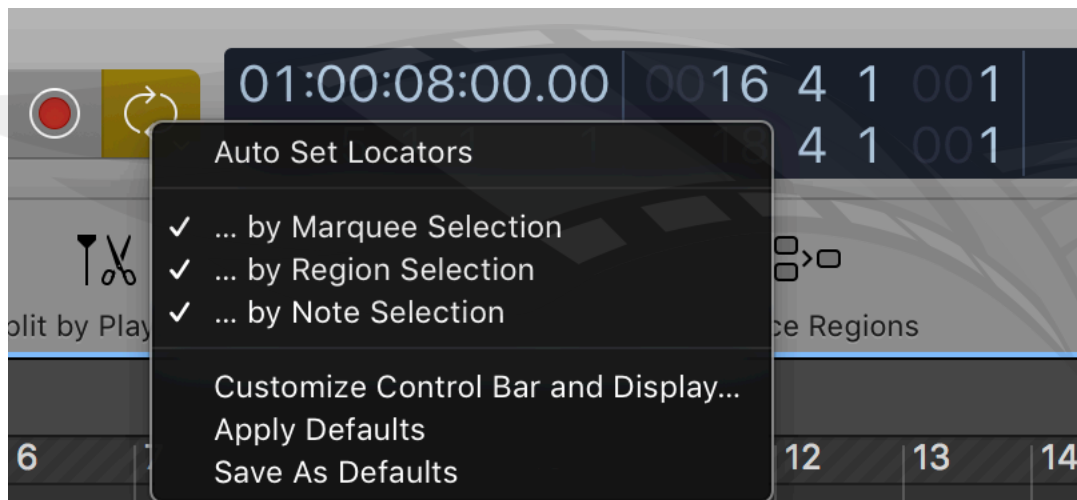 01:00:08:00.00 0016 4 1 001
18 4 1 001
Auto Set Locators
... by Marquee Selection
... by Region Selection
... by Note Selection
plit by Play
ce Regions
Customize Control Bar and Display...
Apply Defaults
Save As Defaults
6 7 12 13 14